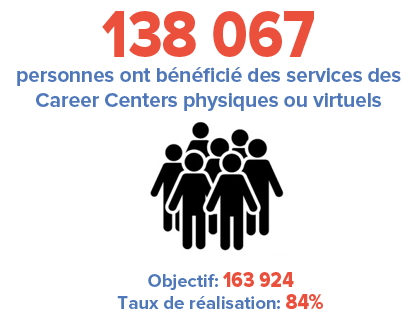 138 067
personnes ont bénéficié des services des
Career Centers physiques ou virtuels
Objectif: 163 924
Taux de réalisation: 84%